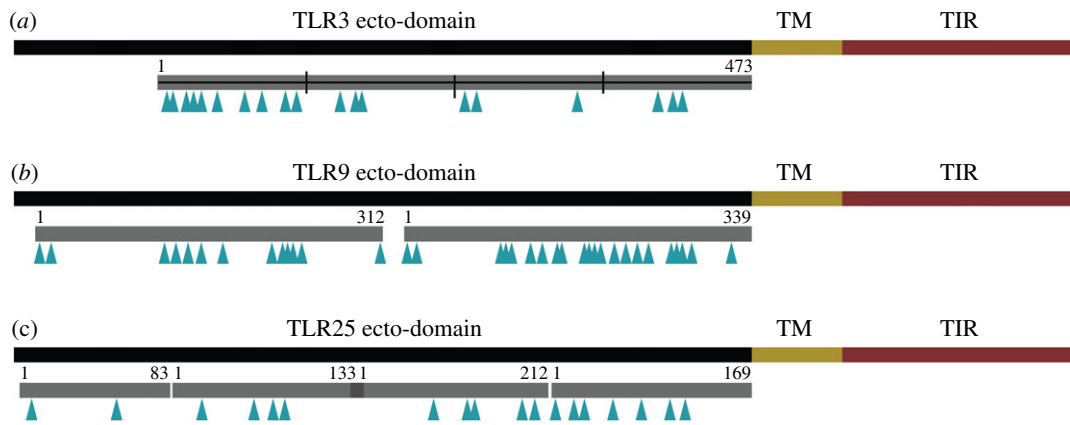 (a) TLR3 ecto-domain TM TIR
1 473
(b) TLR9 ecto-domain TM TIR
1 312 1 339
(c) TLR25 ecto-domain TM TIR
1 83 1 133 1 212 1 169